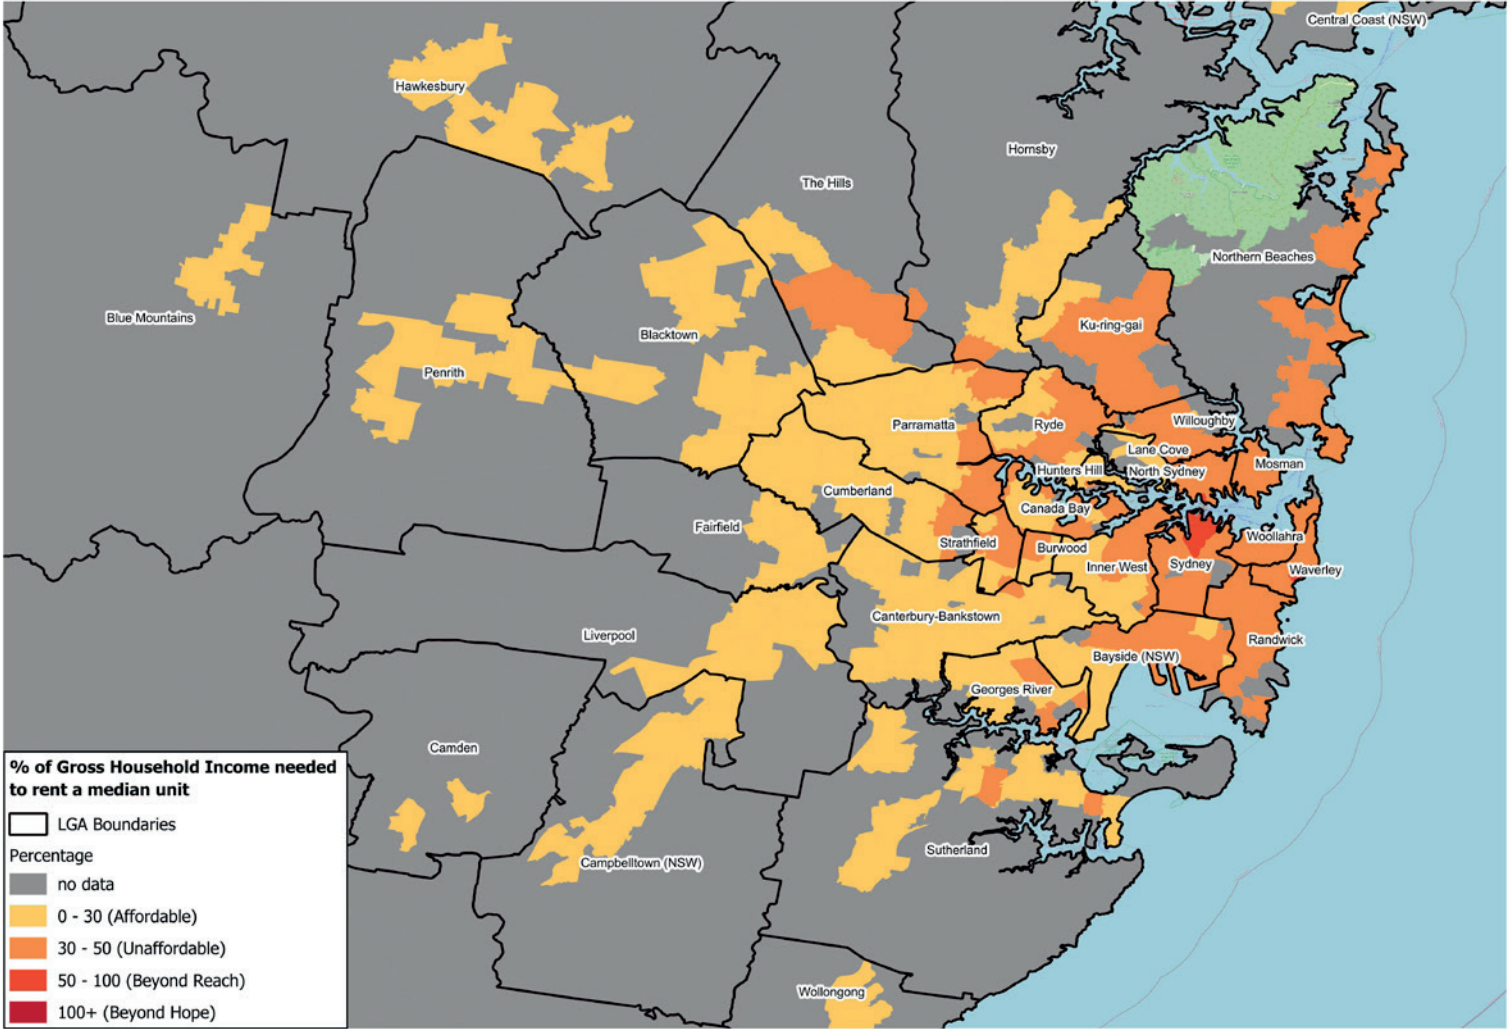 Central Coast (NSW)
Hawkesbury
Hornsby
The Hills
Northern Beaches
Blue Mountains
Ku-ring-gai
Blacktown
Penrith
Willoughby
Parramatta
Ryde
Lane Cove
Mosman
Hunters Hill
North Sydney
Cumberland
Canada Bay
Fairfield
Woollahra
Strathfield
Burwood
Inner West
Sydney
Waverley
Canterbury-Bankstown
Liverpool
Randwick
Bayside (NSW)
Georges River
Camden
Sutherland
Campbelltown (NSW)
Wollongong
% of Gross Household Income needed
to rent a median unit
LGA Boundaries
Percentage
no data
0 - 30 (Affordable)
30 - 50 (Unaffordable)
50 - 100 (Beyond Reach)
100+ (Beyond Hope)